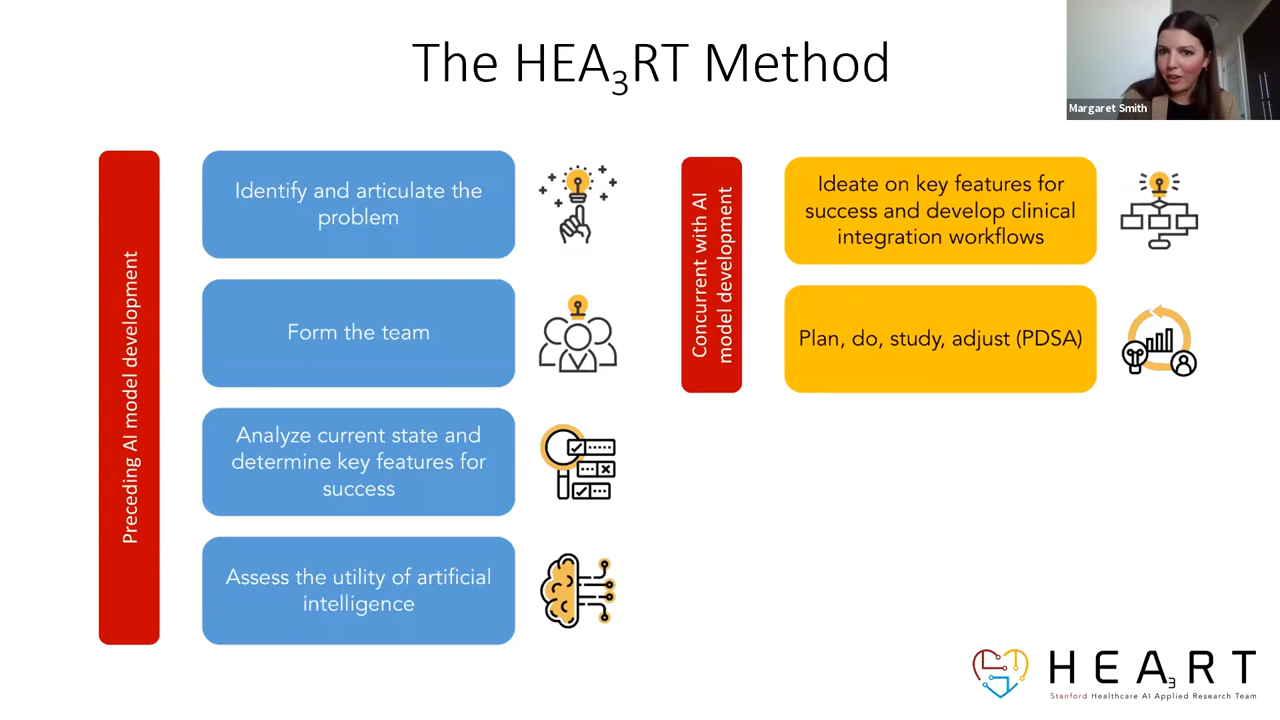 The HEA₃RT Method
Margaret Smith
Preceding AI model development
Identify and articulate the
problem
Form the team
Analyze current state and
determine key features for
success
Assess the utility of artificial
intelligence
Concurrent with AI
model development
Ideate on key features for
success and develop clinical
integration workflows
Plan, do, study, adjust (PDSA)
HEA₃RT
Stanford Healthcare AI Applied Research Team